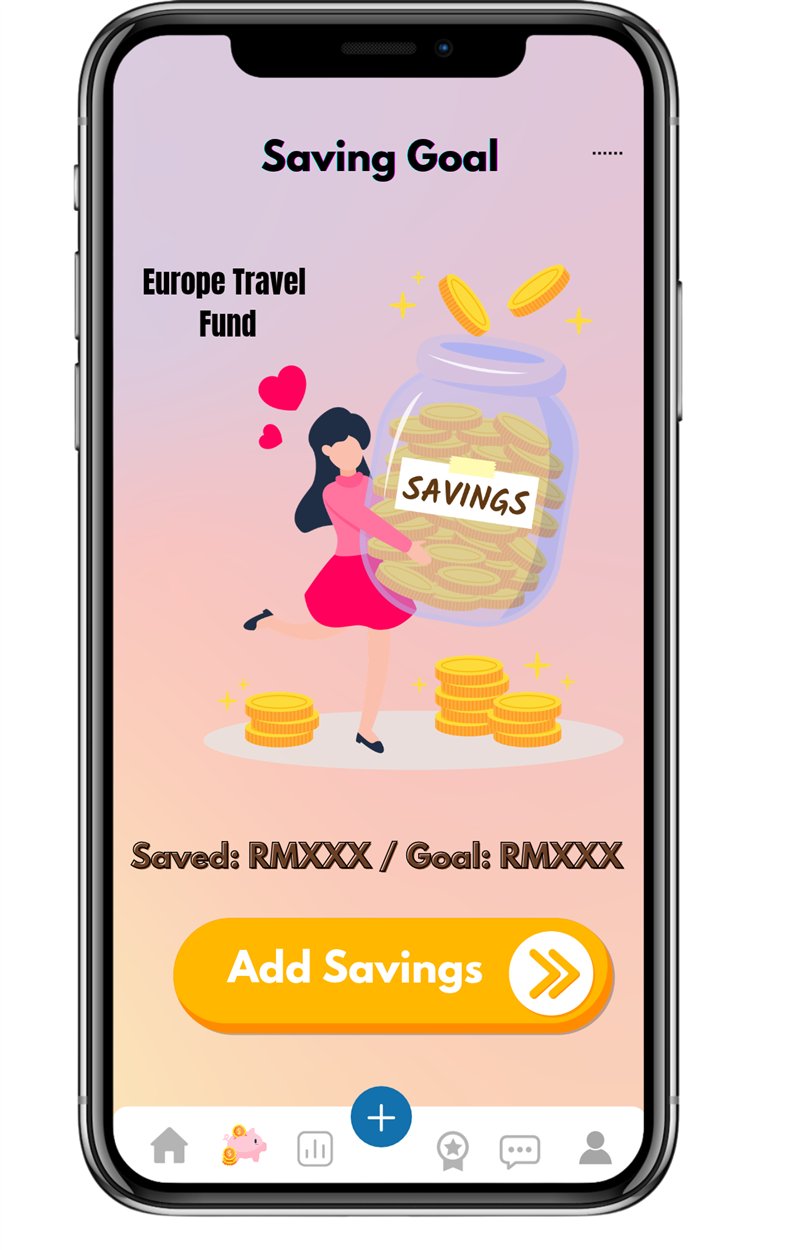 Saving Goal
Europe Travel
Fund
SAVINGS
Saved: RMXXX / Goal: RMXXX
Add Savings